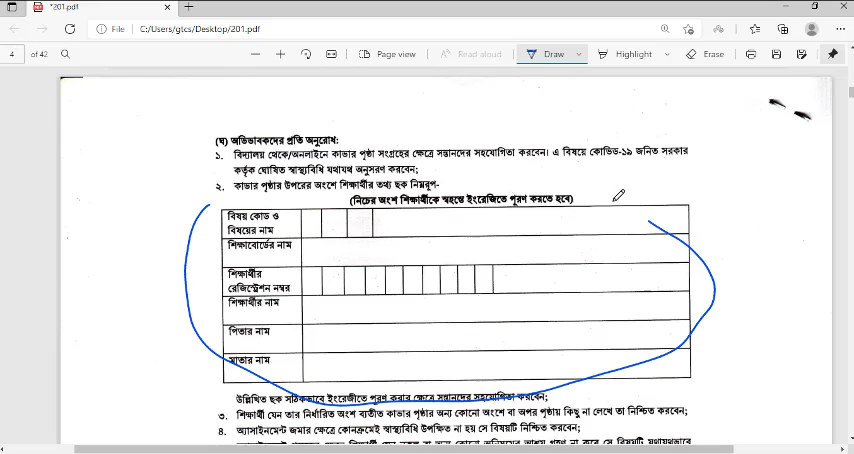 *201.pdf
File C:/Users/gtcs/Desktop/201.pdf
4 of 42 Page view Read aloud Draw Highlight Erase
(ঘ) অভিভাবকদের প্রতি অনুরোধ:
১. বিদ্যালয় থেকে/অনলাইনে কাভার পৃষ্ঠা সংগ্রহের ক্ষেত্রে সন্তানদের সহযোগিতা করবেন। এ বিষয়ে কোভিড-১৯ জনিত সরকার
কর্তৃক ঘোষিত স্বাস্থ্যবিধি যথাযথ অনুসরণ করবেন;
২. কাভার পৃষ্ঠার উপরের অংশে শিক্ষার্থীর তথ্য ছক নিম্নরূপ-
(নিচের অংশ শিক্ষার্থীকে স্বহস্তে ইংরেজিতে পূরণ করতে হবে)
বিষয় কোড ও
বিষয়ের নাম
শিক্ষাবোর্ডের নাম
শিক্ষার্থীর
রেজিস্ট্রেশন নম্বর
শিক্ষার্থীর নাম
পিতার নাম
মাতার নাম
উল্লিখিত ছক সঠিকভাবে ইংরেজীতে পূরণ করার ক্ষেত্রে সন্তানদের সহযোগিতা করবেন;
৩. শিক্ষার্থী যেন তার নির্ধারিত অংশ ব্যতীত কাভার পৃষ্ঠার অন্য কোনো অংশে বা অপর পৃষ্ঠায় কিছু না লেখে তা নিশ্চিত করবেন;
৪. অ্যাসাইনমেন্ট জমার ক্ষেত্রে কোনক্রমেই স্বাস্থ্যবিধি উপক্ষিত না হয় সে বিষয়টি নিশ্চিত করবেন;